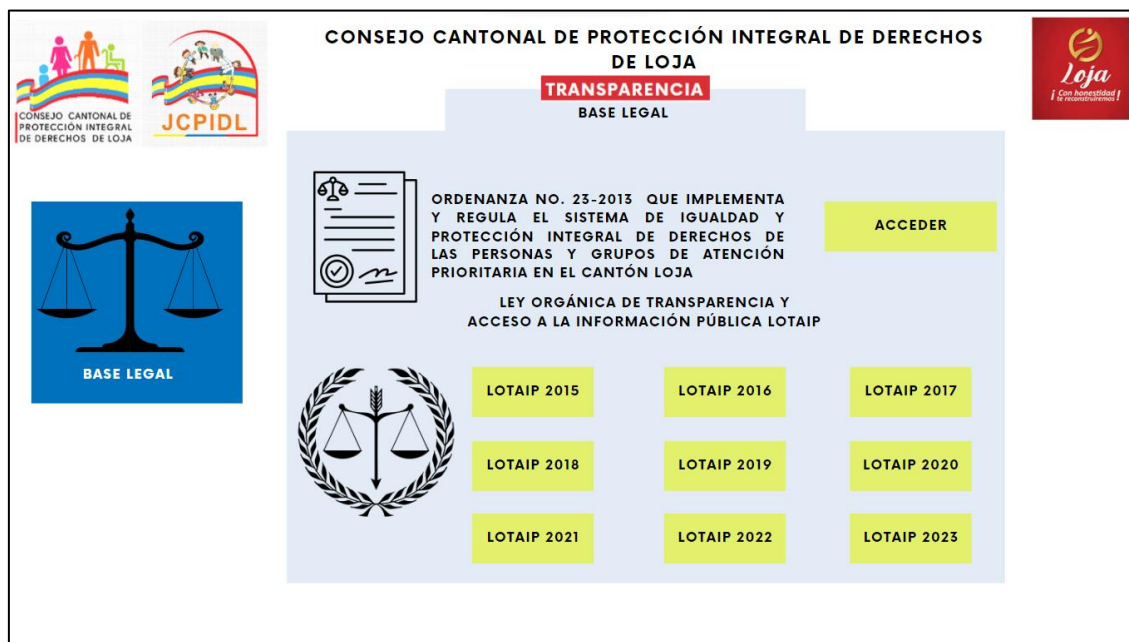 CONSEJO CANTONAL DE
PROTECCIÓN INTEGRAL
DE DERECHOS DE LOJA
JCPIDL
CONSEJO CANTONAL DE PROTECCIÓN INTEGRAL DE DERECHOS
DE LOJA
TRANSPARENCIA
BASE LEGAL
Loja
¡ Con honestidad
te reconstruiremos !
ORDENANZA NO. 23-2013 QUE IMPLEMENTA
Y REGULA EL SISTEMA DE IGUALDAD Y
PROTECCIÓN INTEGRAL DE DERECHOS DE
LAS PERSONAS Y GRUPOS DE ATENCIÓN
PRIORITARIA EN EL CANTÓN LOJA
ACCEDER
LEY ORGÁNICA DE TRANSPARENCIA Y
ACCESO A LA INFORMACIÓN PÚBLICA LOTAIP
BASE LEGAL
LOTAIP 2015
LOTAIP 2016
LOTAIP 2017
LOTAIP 2018
LOTAIP 2019
LOTAIP 2020
LOTAIP 2021
LOTAIP 2022
LOTAIP 2023